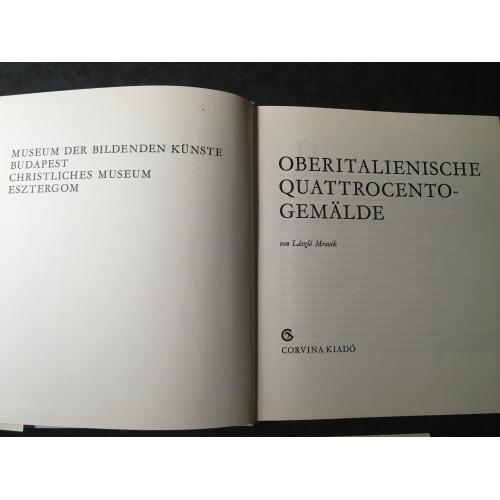 MUSEUM DER BILDENDEN KÜNSTE
BUDAPEST
CHRISTLICHES MUSEUM
ESZTERGOM
OBERITALIENISCHE
QUATTROCENTO-
GEMÄLDE
von László Mravik
CORVINA KIADÓ